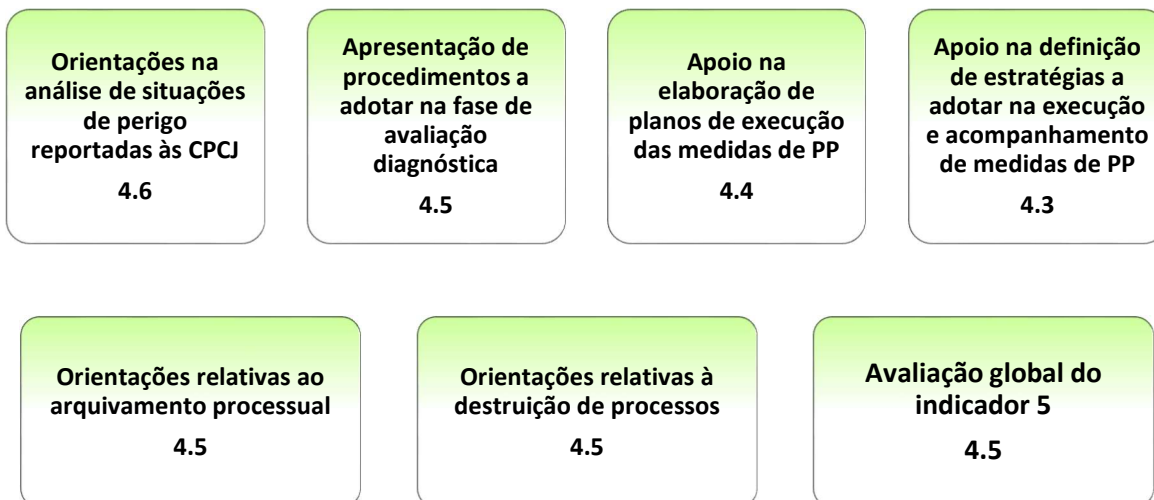 Orientações na
análise de situações
de perigo
reportadas às CPCJ
4.6
Apresentação de
procedimentos a
adotar na fase de
avaliação
diagnóstica
4.5
Apoio na
elaboração de
planos de execução
das medidas de PP
4.4
Apoio na definição
de estratégias a
adotar na execução
e acompanhamento
de medidas de PP
4.3
Orientações relativas ao
arquivamento processual
4.5
Orientações relativas à
destruição de processos
4.5
Avaliação global do
indicador 5
4.5